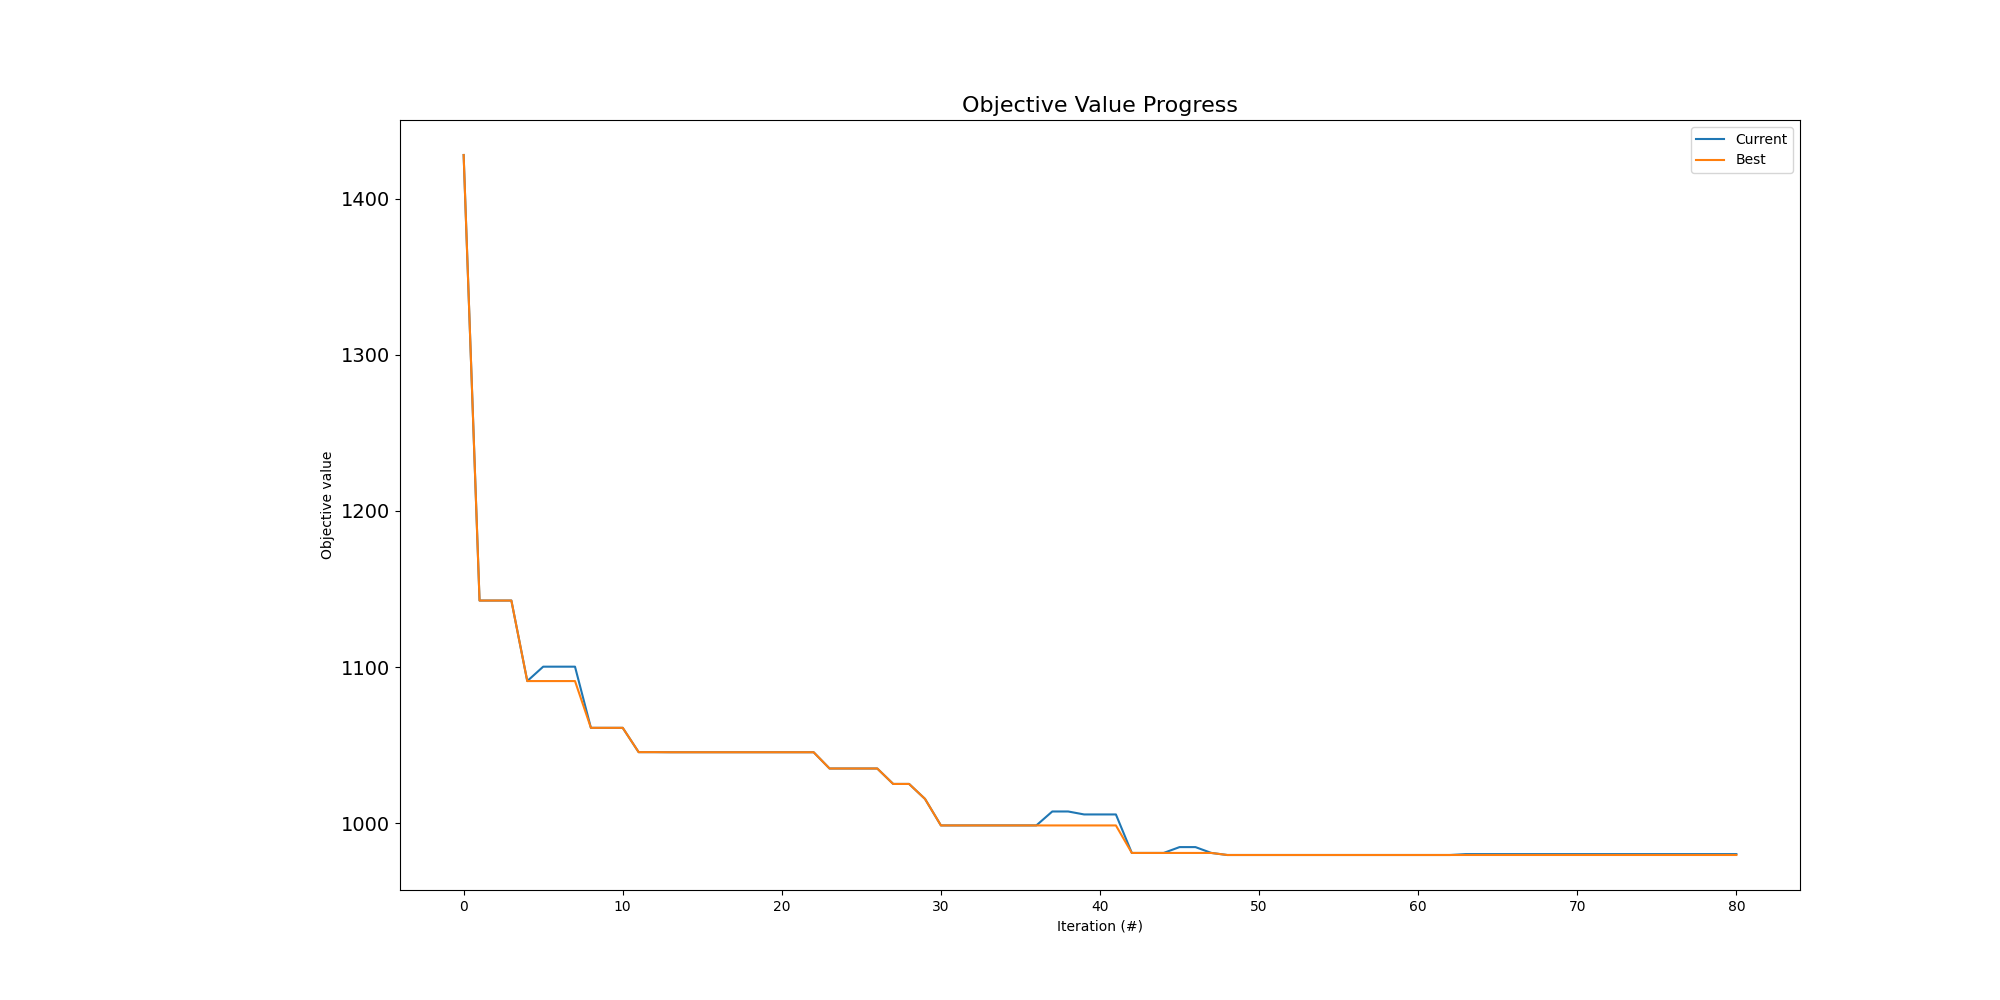 Objective Value Progress
Current
Best
1400
1300
1200
1100
1000
Objective value
0 10 20 30 40 50 60 70 80
Iteration (#)